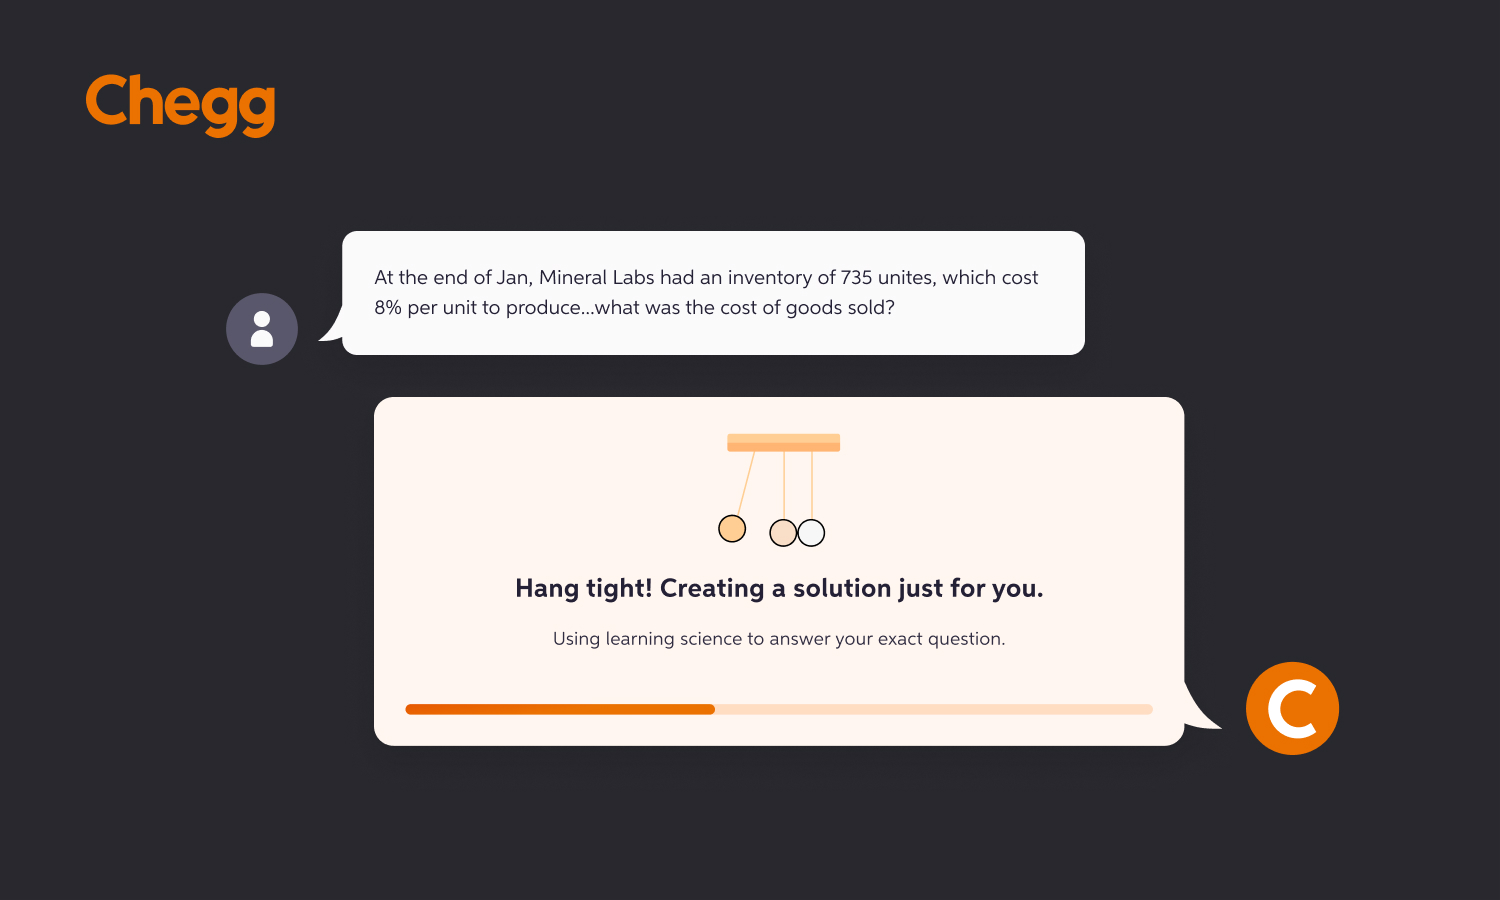 Chegg
At the end of Jan, Mineral Labs had an inventory of 735 unites, which cost
8% per unit to produce...what was the cost of goods sold?
Hang tight! Creating a solution just for you.
Using learning science to answer your exact question.
C